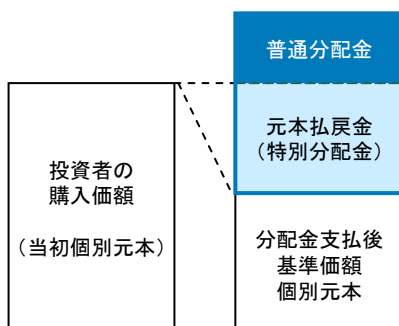 普通分配金
元本払戻金
（特別分配金）
投資者の
購入価額
（当初個別元本）
分配金支払後
基準価額
個別元本